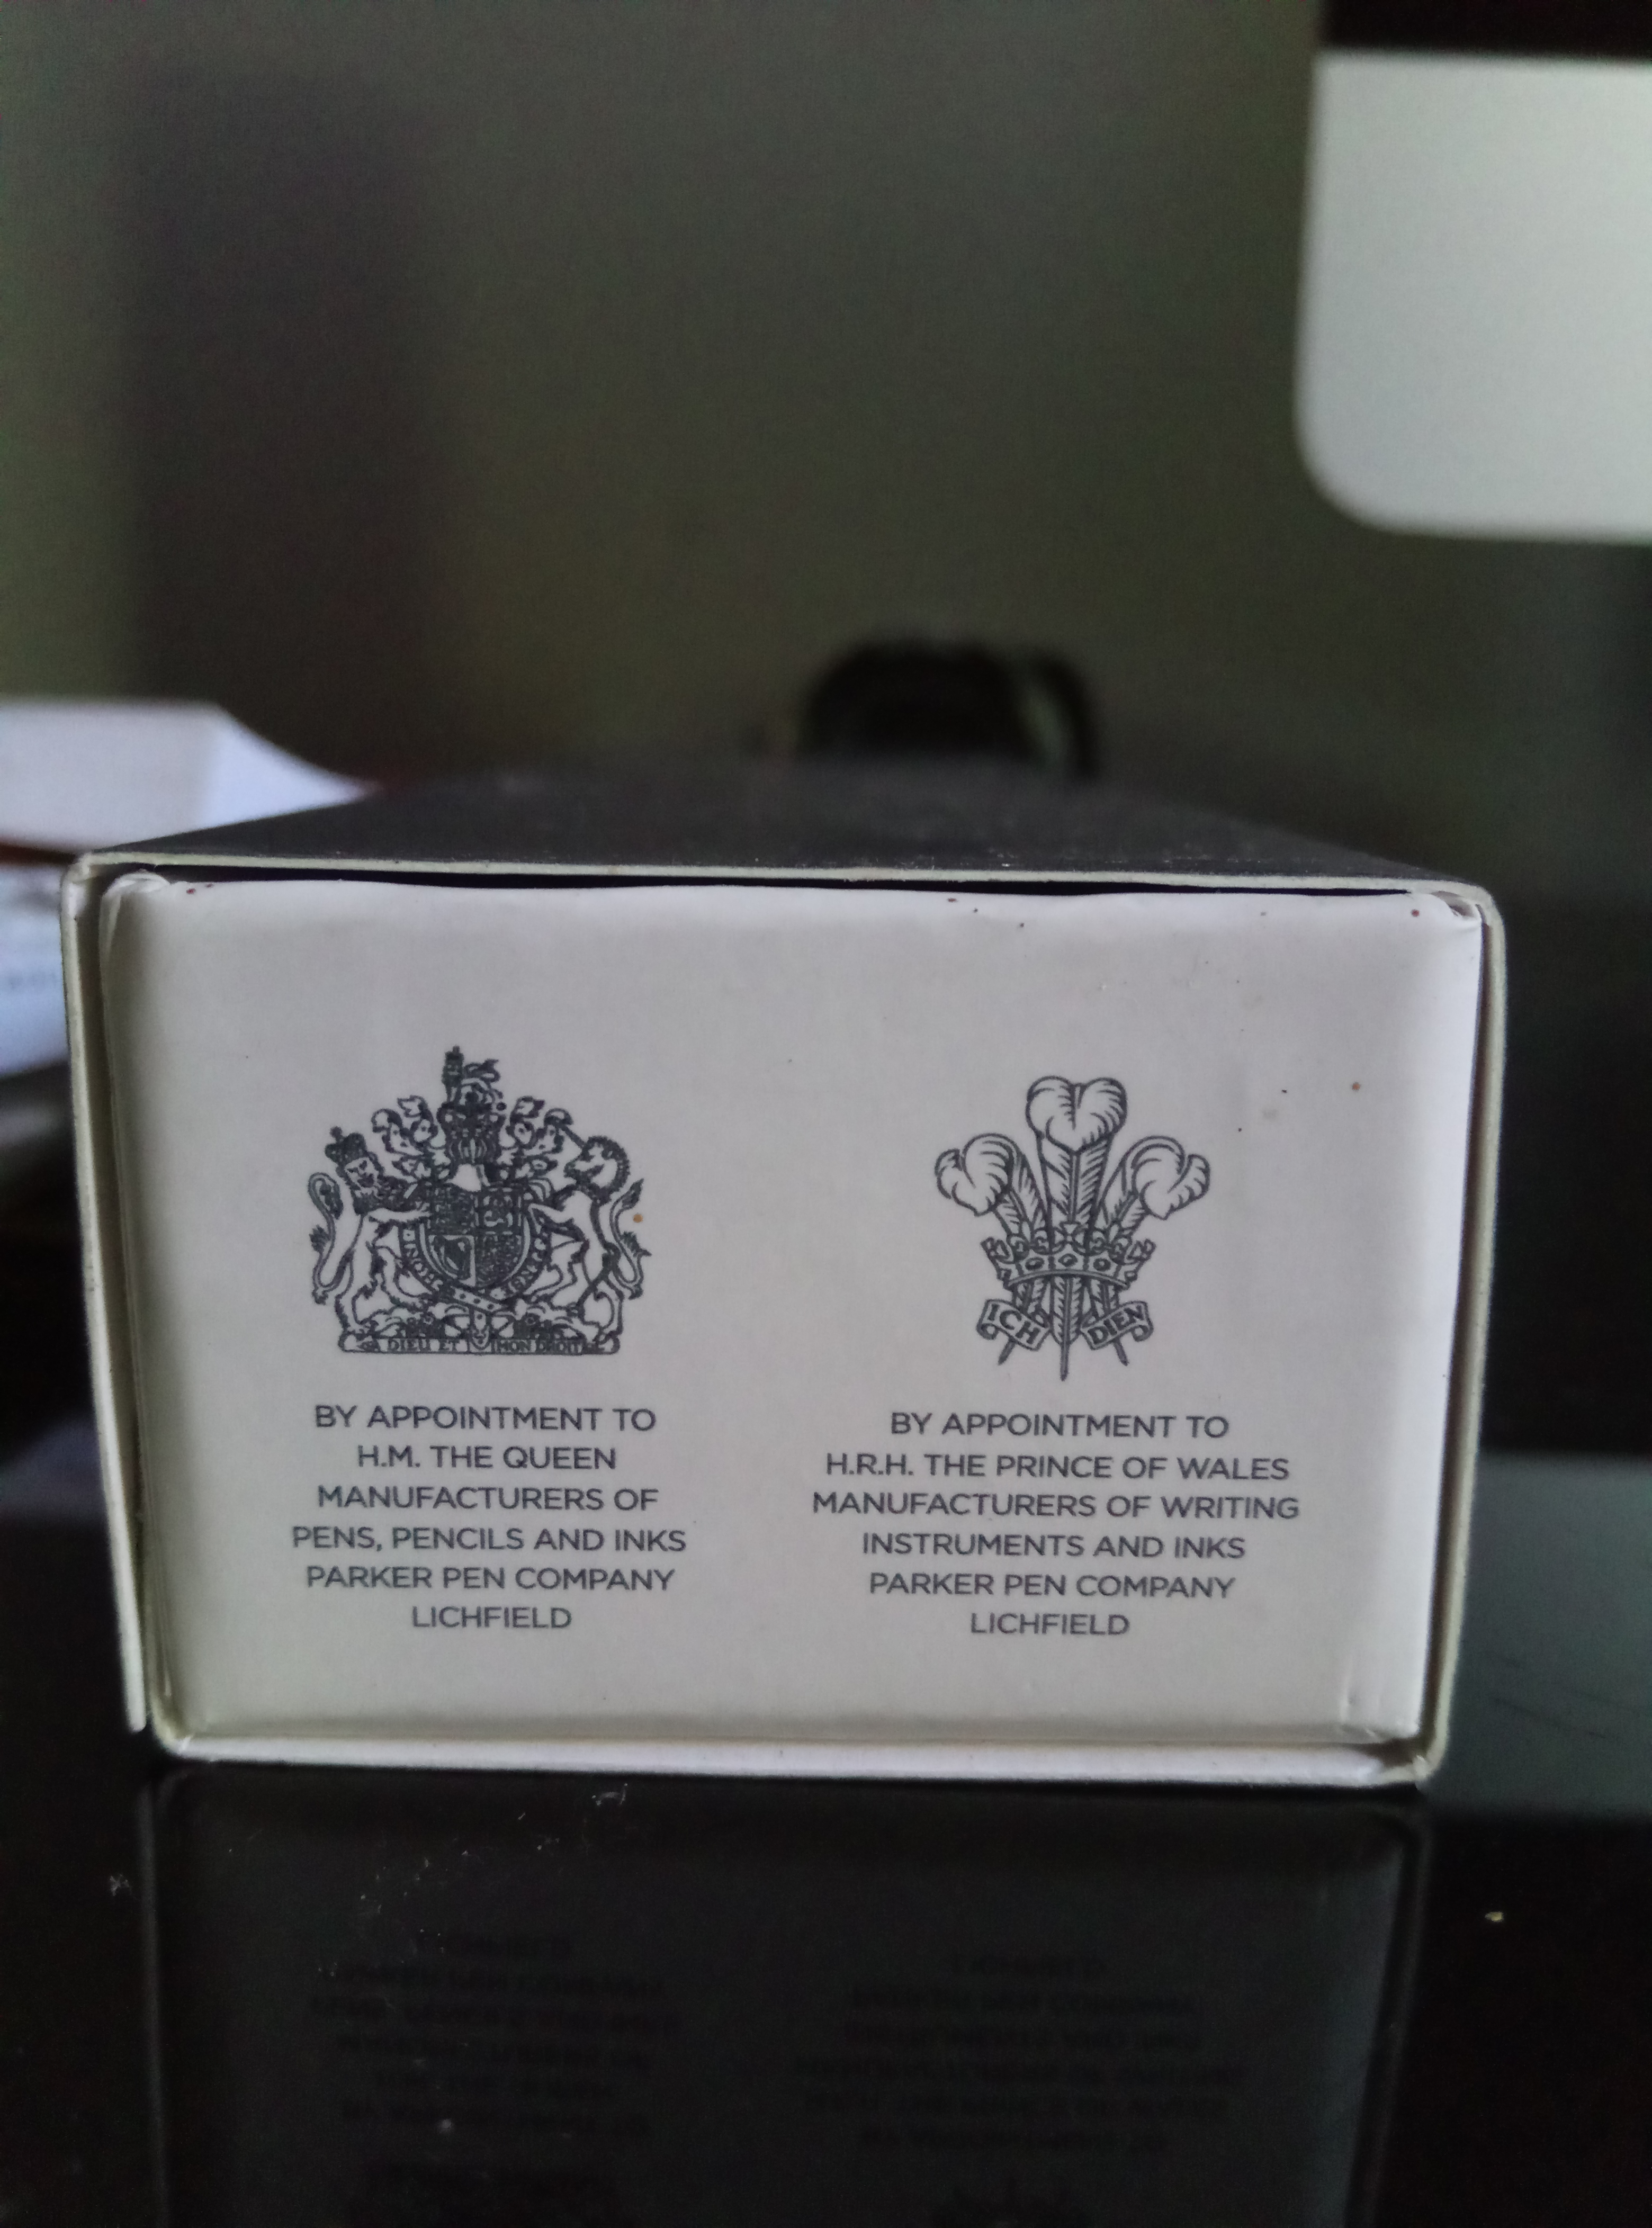 DIEU ET MON DROIT
BY APPOINTMENT TO
H.M. THE QUEEN
MANUFACTURERS OF
PENS, PENCILS AND INKS
PARKER PEN COMPANY
LICHFIELD
ICH DIEN
BY APPOINTMENT TO
H.R.H. THE PRINCE OF WALES
MANUFACTURERS OF WRITING
INSTRUMENTS AND INKS
PARKER PEN COMPANY
LICHFIELD